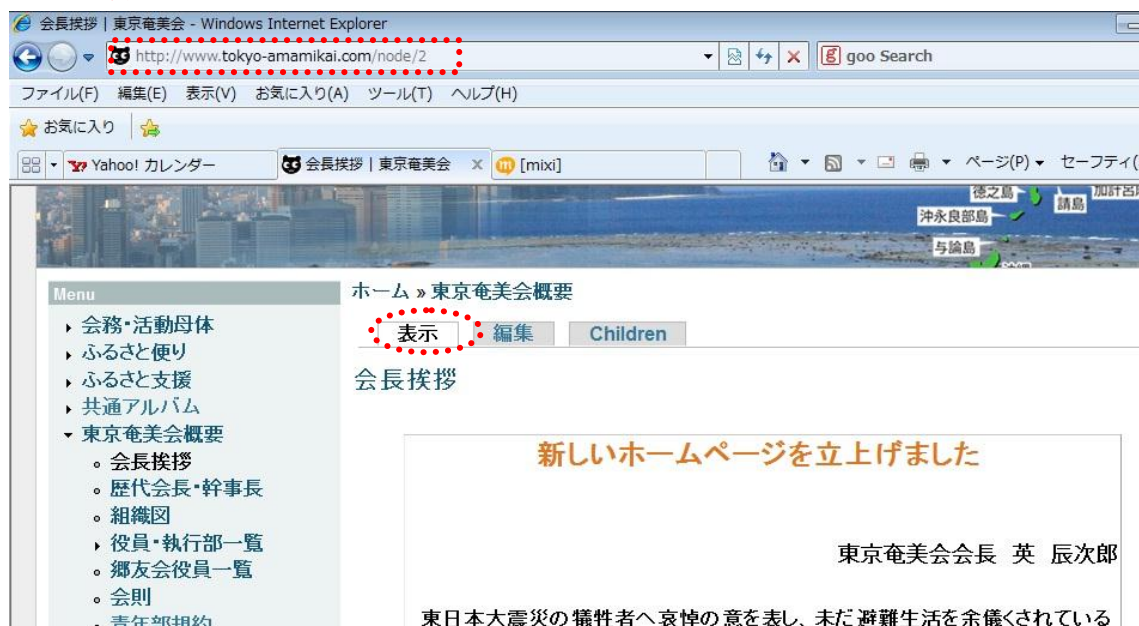 会長挨拶 | 東京奄美会 - Windows Internet Explorer
http://www.tokyo-amamikai.com/node/2
goo Search
ファイル(F) 編集(E) 表示(V) お気に入り(A) ツール(T) ヘルプ(H)
お気に入り
Yahoo! カレンダー 会長挨拶 | 東京奄美会 x [mixi] ページ(P) セーフティ(
徳之島
請島
沖永良部島
与論島
Menu
会務・活動母体
ふるさと便り
ふるさと支援
共通アルバム
東京奄美会概要
会長挨拶
歴代会長・幹事長
組織図
役員・執行部一覧
郷友会役員一覧
会則
青年部規約
ホーム » 東京奄美会概要
表示 編集 Children
会長挨拶
新しいホームページを立上げました
東京奄美会会長 英 辰次郎
東日本大震災の犠牲者へ哀悼の意を表し、未だ避難生活を余儀くされている